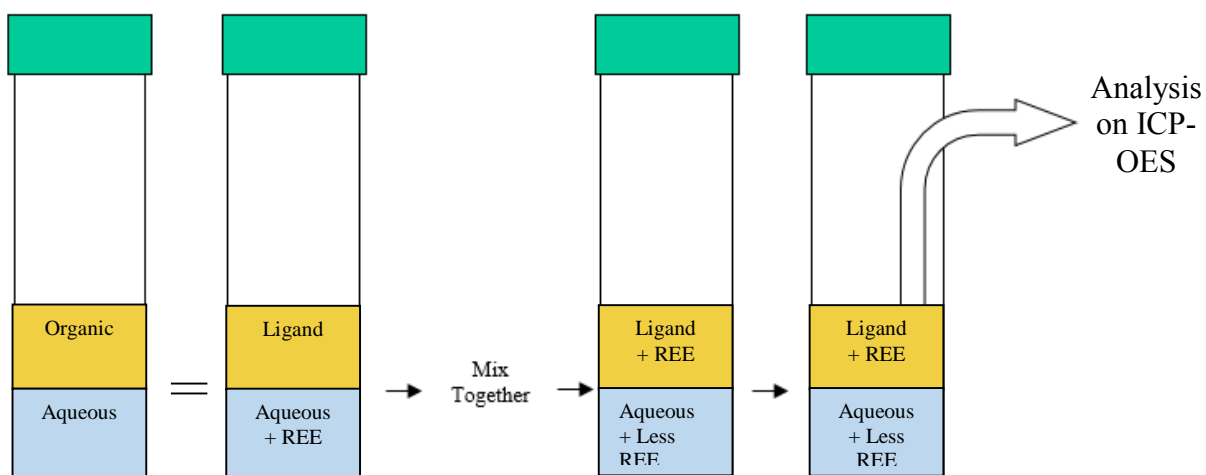 Organic
Aqueous
Ligand
Aqueous
+ REE
Mix
Together
Ligand
+ REE
Aqueous
+ Less
REE
Ligand
+ REE
Aqueous
+ Less
REE
Analysis
on ICP-
OES